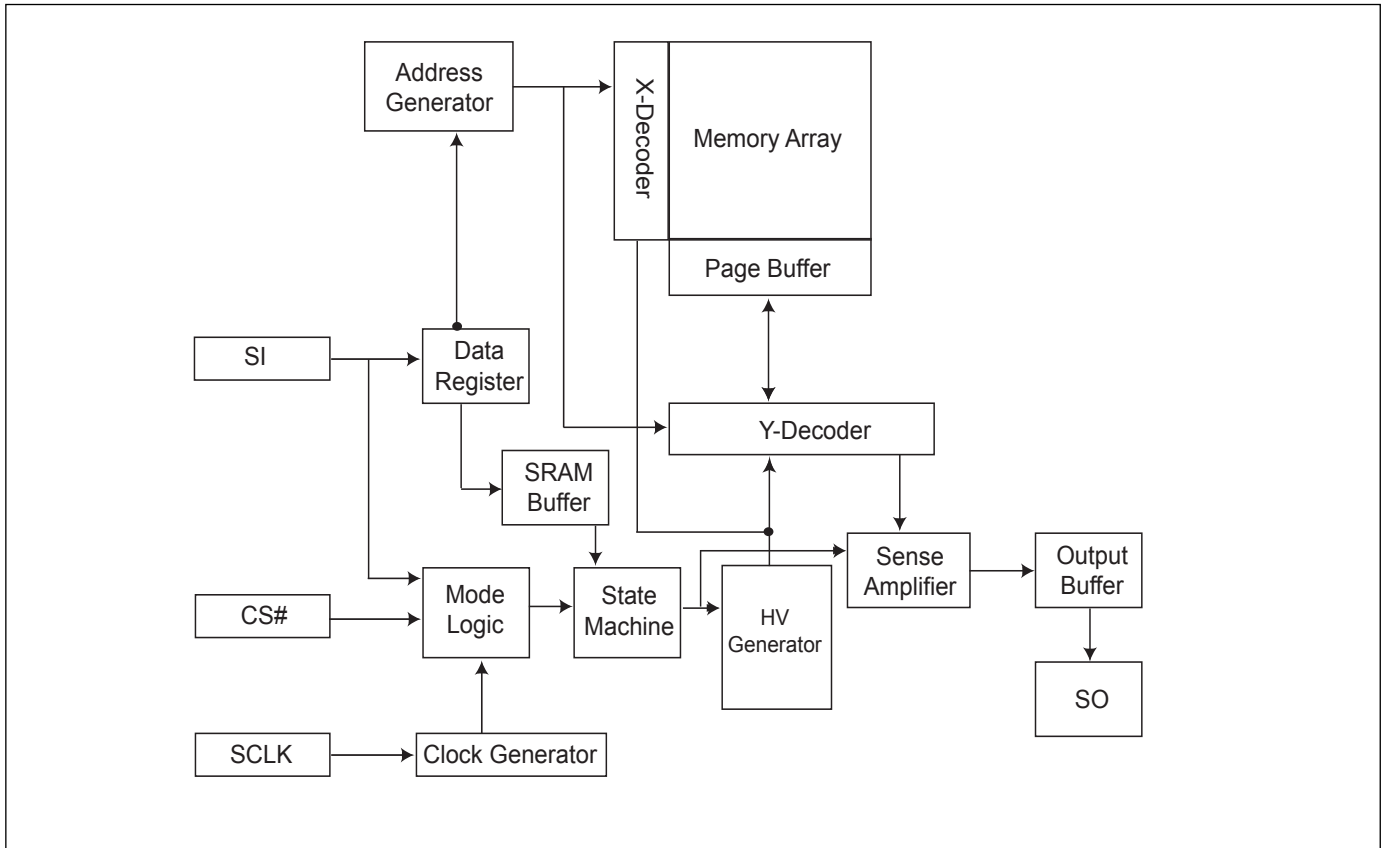 Address
Generator
X-Decoder
Memory Array
Page Buffer
SI
Data
Register
Y-Decoder
SRAM
Buffer
Sense
Amplifier
Output
Buffer
CS#
Mode
Logic
State
Machine
HV
Generator
SO
SCLK
Clock Generator